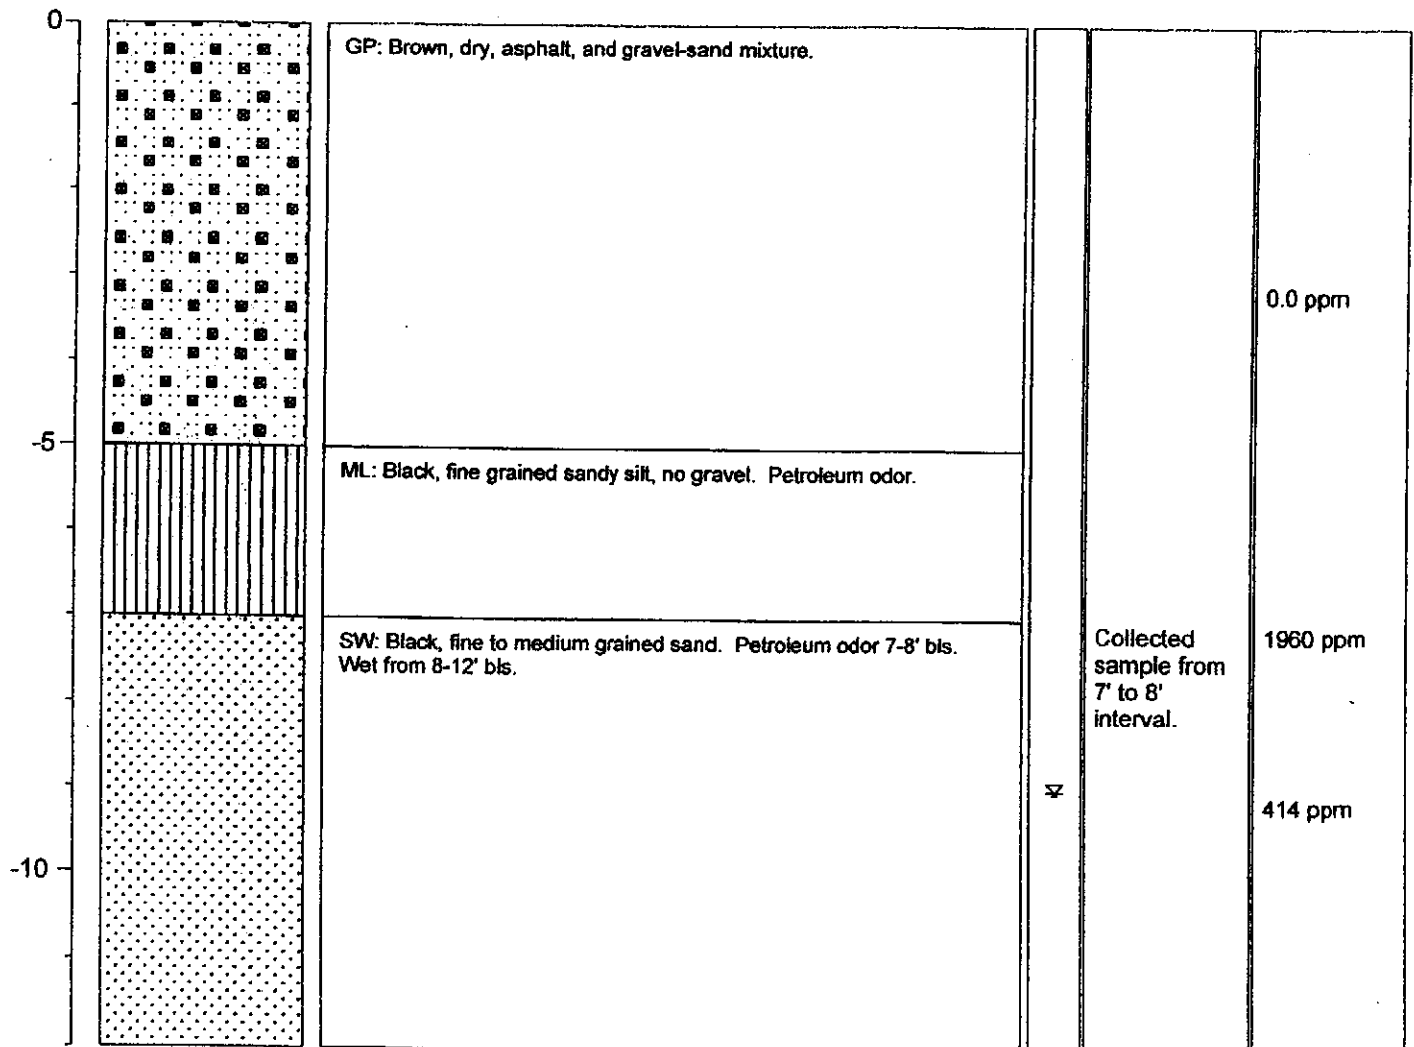 0
GP: Brown, dry, asphalt, and gravel-sand mixture.
0.0 ppm
-5
ML: Black, fine grained sandy silt, no gravel. Petroleum odor.
SW: Black, fine to medium grained sand. Petroleum odor 7-8' bls.
Wet from 8-12' bls.
Collected
sample from
7' to 8'
interval.
1960 ppm
414 ppm
-10